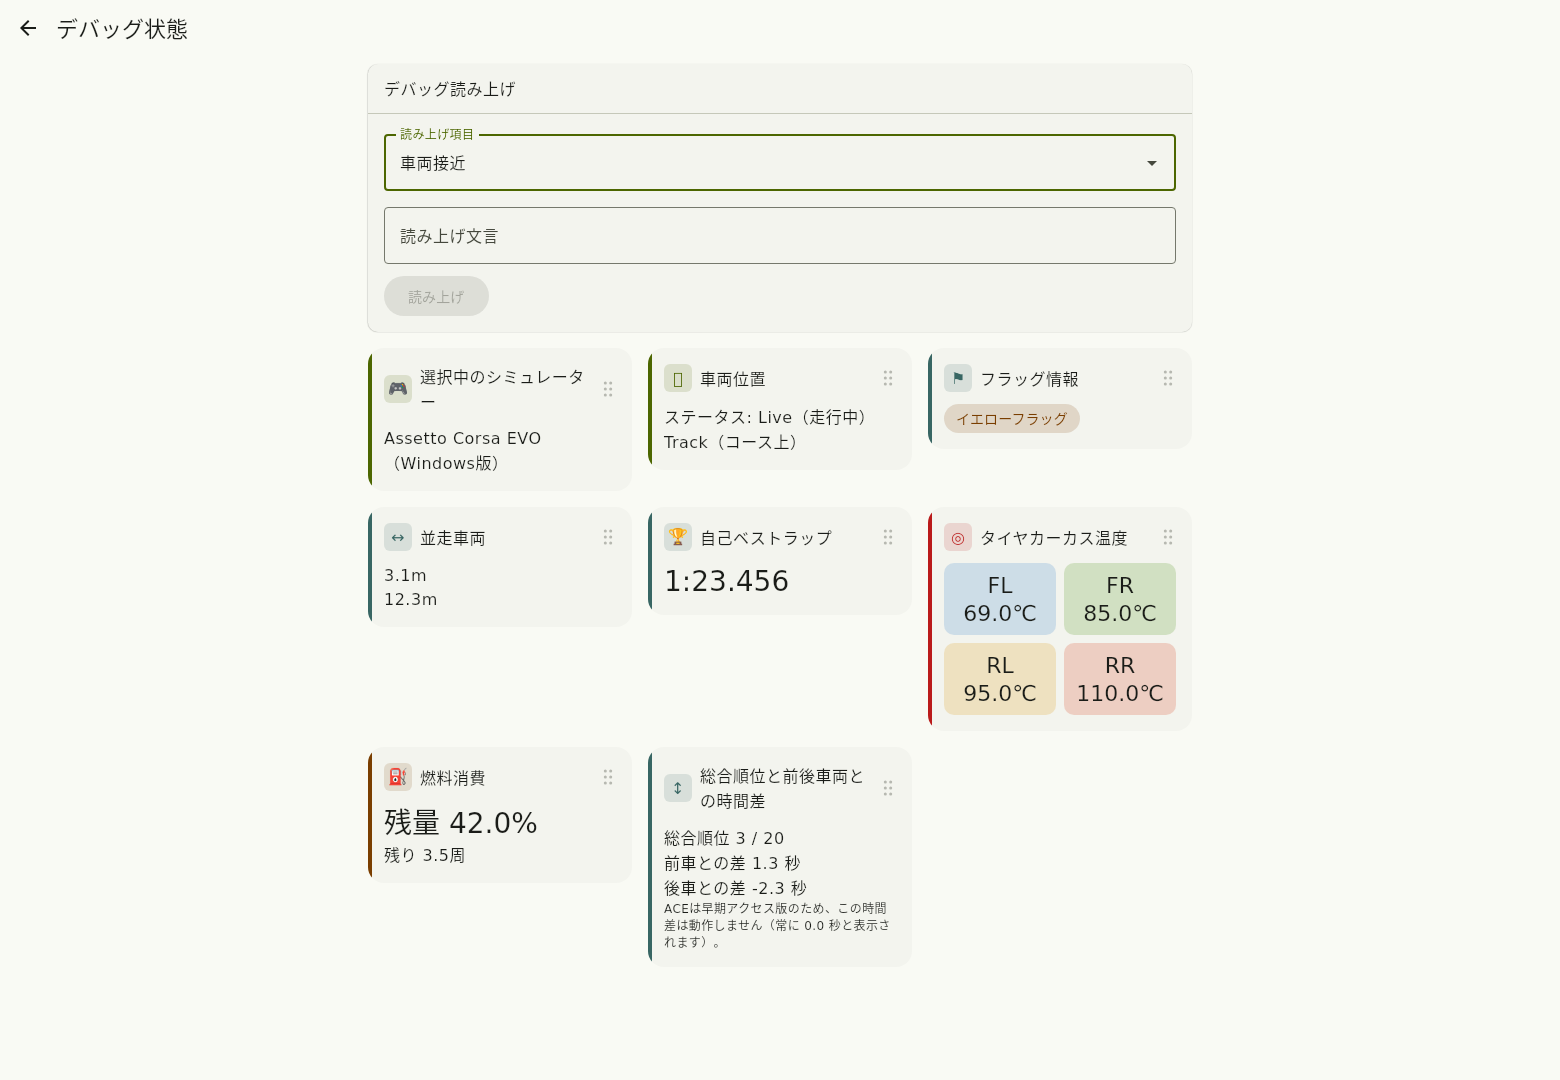 デバッグ状態
デバッグ読み上げ
読み上げ項目
車両接近
読み上げ文言
読み上げ
選択中のシミュレータ
ー
Assetto Corsa EVO
（Windows版）
車両位置
ステータス: Live（走行中）
Track（コース上）
フラッグ情報
イエローフラッグ
並走車両
3.1m
12.3m
自己ベストラップ
1:23.456
タイヤカーカス温度
FL
69.0℃
FR
85.0℃
RL
95.0℃
RR
110.0℃
燃料消費
残量 42.0%
残り 3.5周
総合順位と前後車両と
の時間差
総合順位 3 / 20
前車との差 1.3 秒
後車との差 -2.3 秒
ACEは早期アクセス版のため、この時間
差は動作しません（常に 0.0 秒と表示さ
れます）。